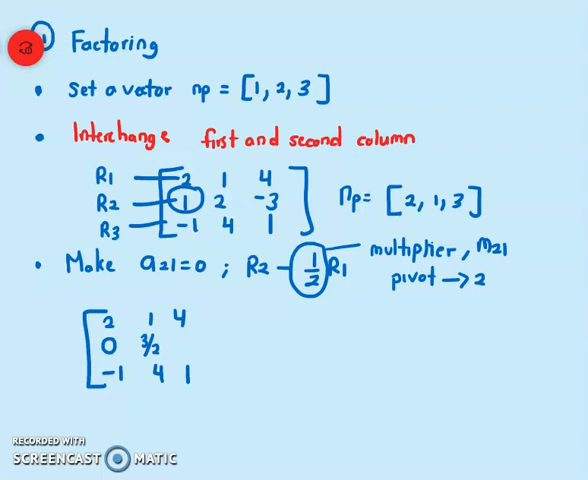 ① Factoring
• Set a vector np = [1, 2, 3]
• Interchange first and second column
R1 2 1 4
R2 1 2 -3 np = [2, 1, 3]
R3 -1 4 1
• Make a21=0 ; R2 - 1/2 R1 multiplier, m21
pivot → 2
2 1 4
0 3/2
-1 4 1
RECORDED WITH
SCREENCAST MATIC